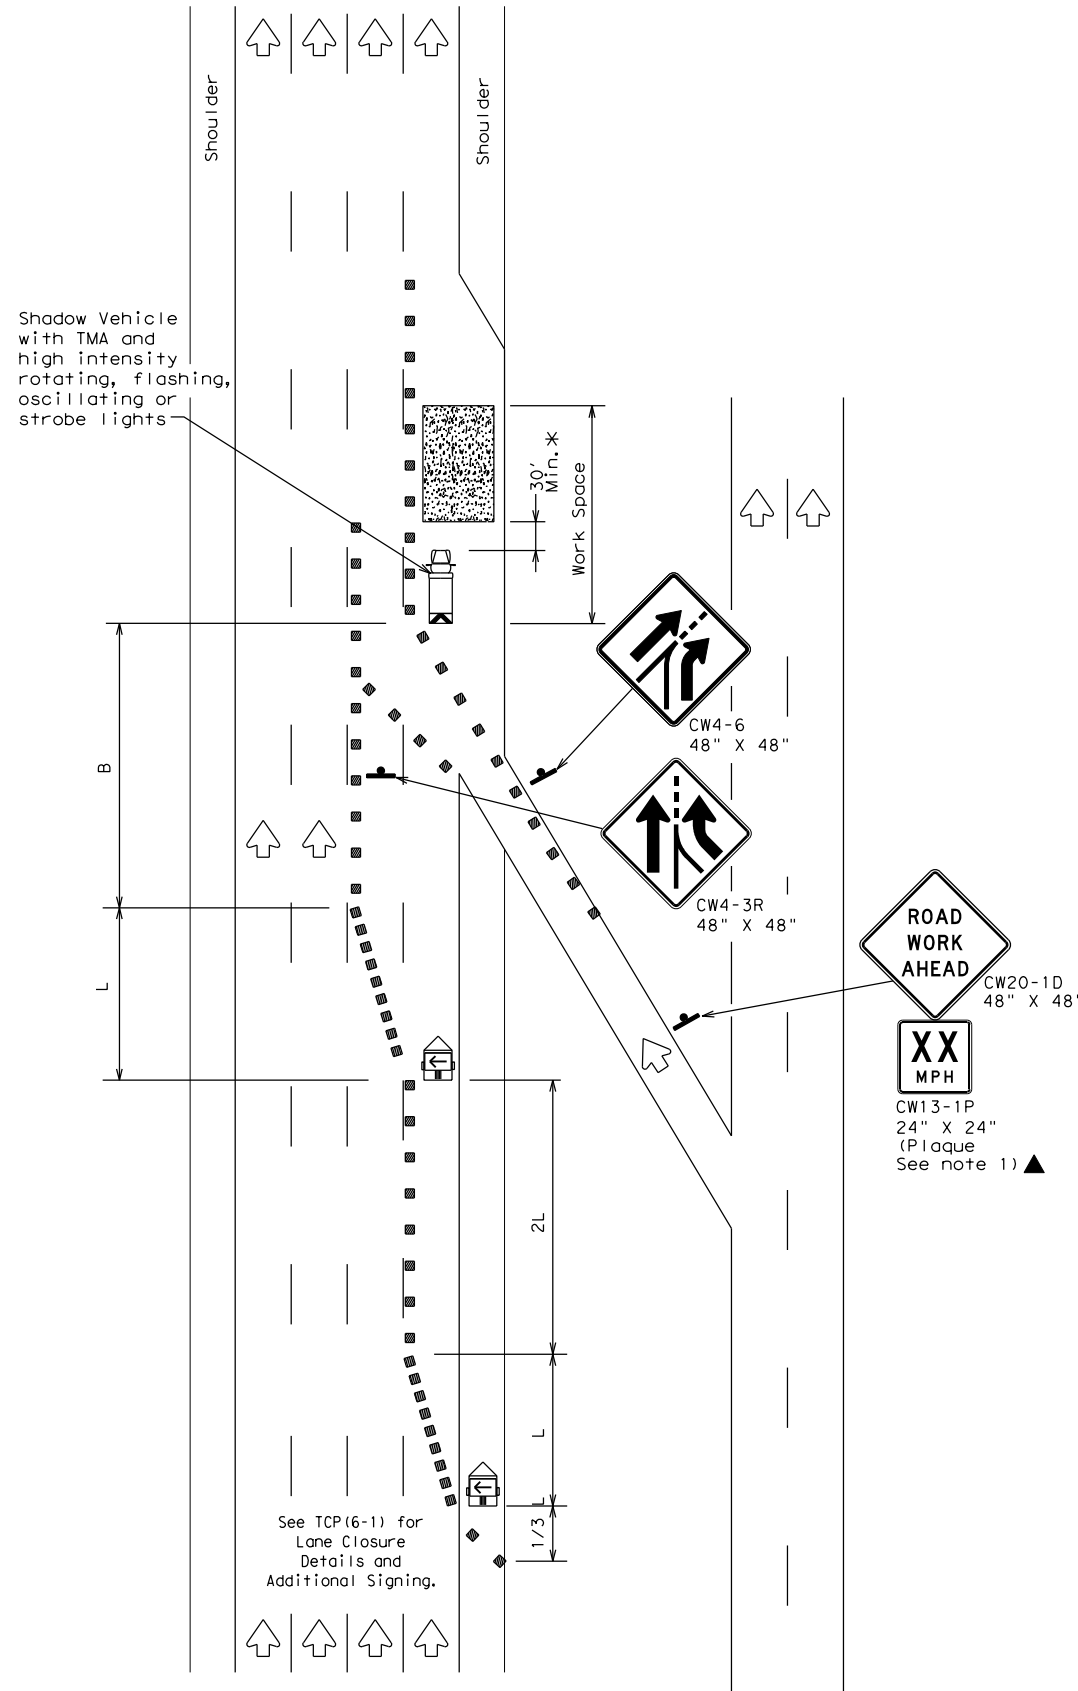 Shoulder
Shoulder
Shadow Vehicle
with TMA and
high intensity
rotating, flashing,
oscillating or
strobe lights
30'
Min.*
Work Space
CW4-6
48" X 48"
B
CW4-3R
48" X 48"
ROAD
WORK
AHEAD
CW20-1D
48" X 48"
XX
MPH
CW13-1P
24" X 24"
(Plaque
See note 1)▲
L
2L
L
1/3 L
See TCP(6-1) for
Lane Closure
Details and
Additional Signing.